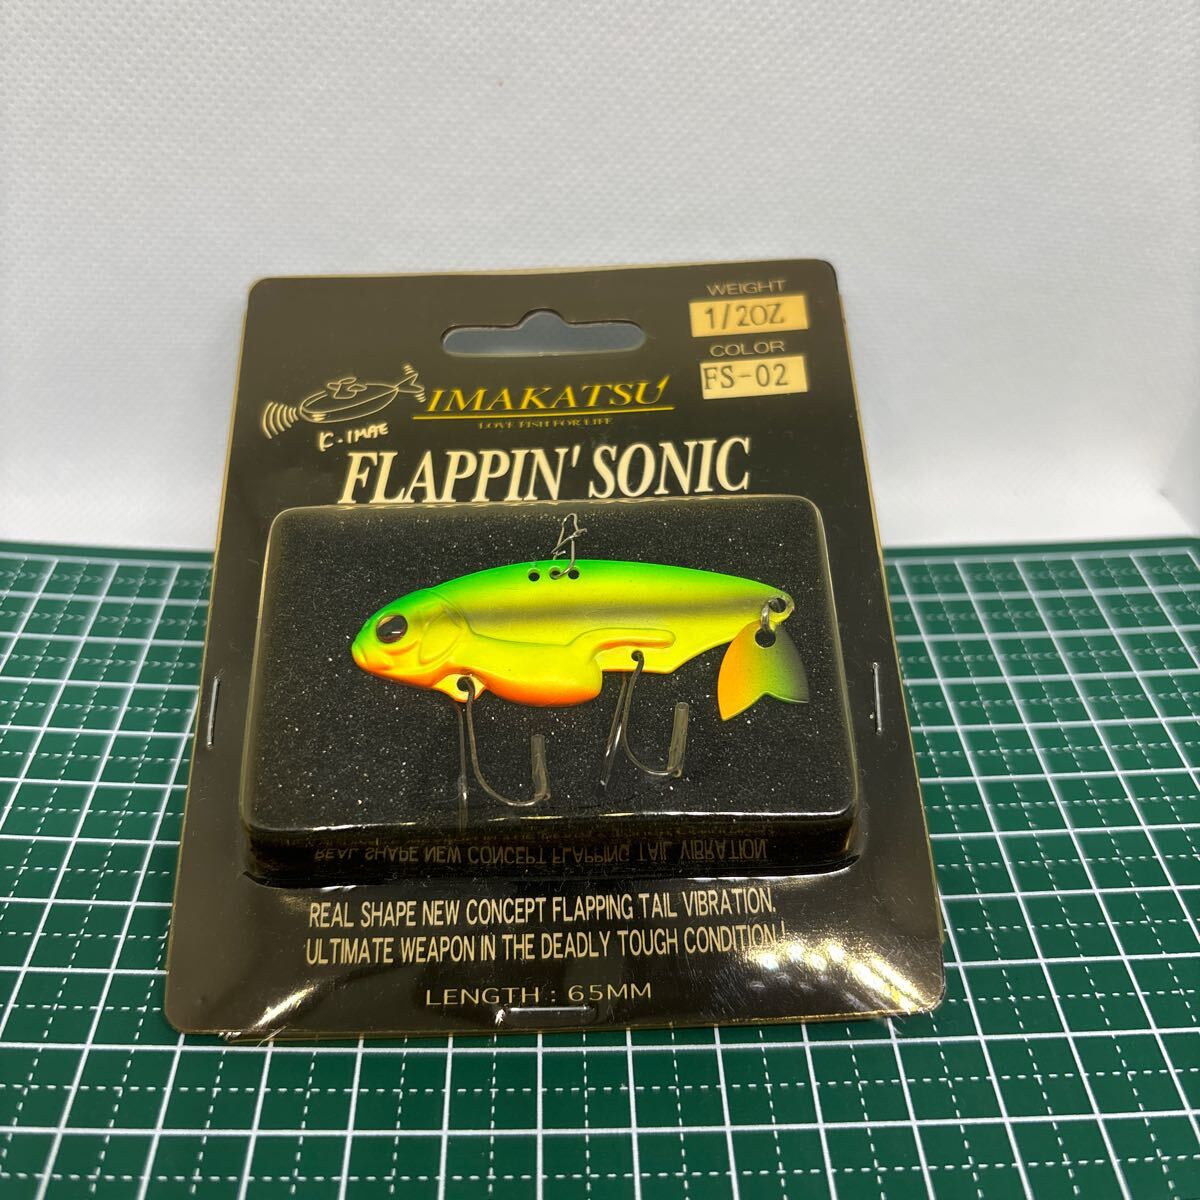 WEIGHT
1/2OZ
COLOR
FS-02
IMAKATSU
LOVE FISH FOR LIFE
K-IMAE
FLAPPIN' SONIC
REAL SHAPE NEW CONCEPT FLAPPING TAIL VIBRATION.
REAL SHAPE NEW CONCEPT FLAPPING TAIL VIBRATION.
ULTIMATE WEAPON IN THE DEADLY TOUGH CONDITION!
LENGTH : 65MM